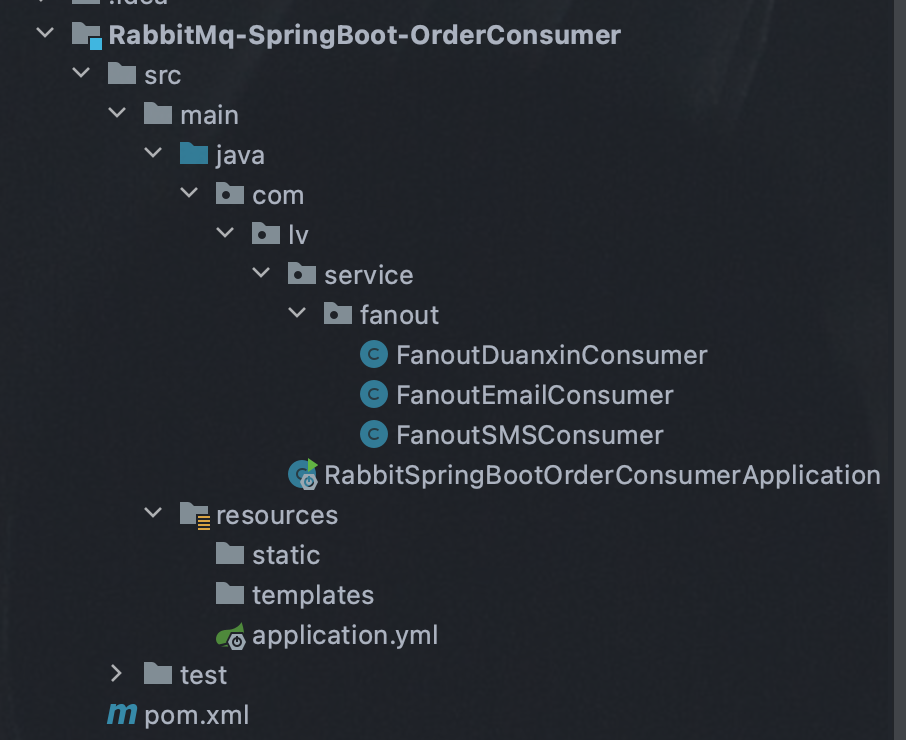 .idea
RabbitMq-SpringBoot-OrderConsumer
src
main
java
com
lv
service
fanout
C FanoutDuanxinConsumer
C FanoutEmailConsumer
C FanoutSMSConsumer
C RabbitSpringBootOrderConsumerApplication
resources
static
templates
application.yml
test
m pom.xml